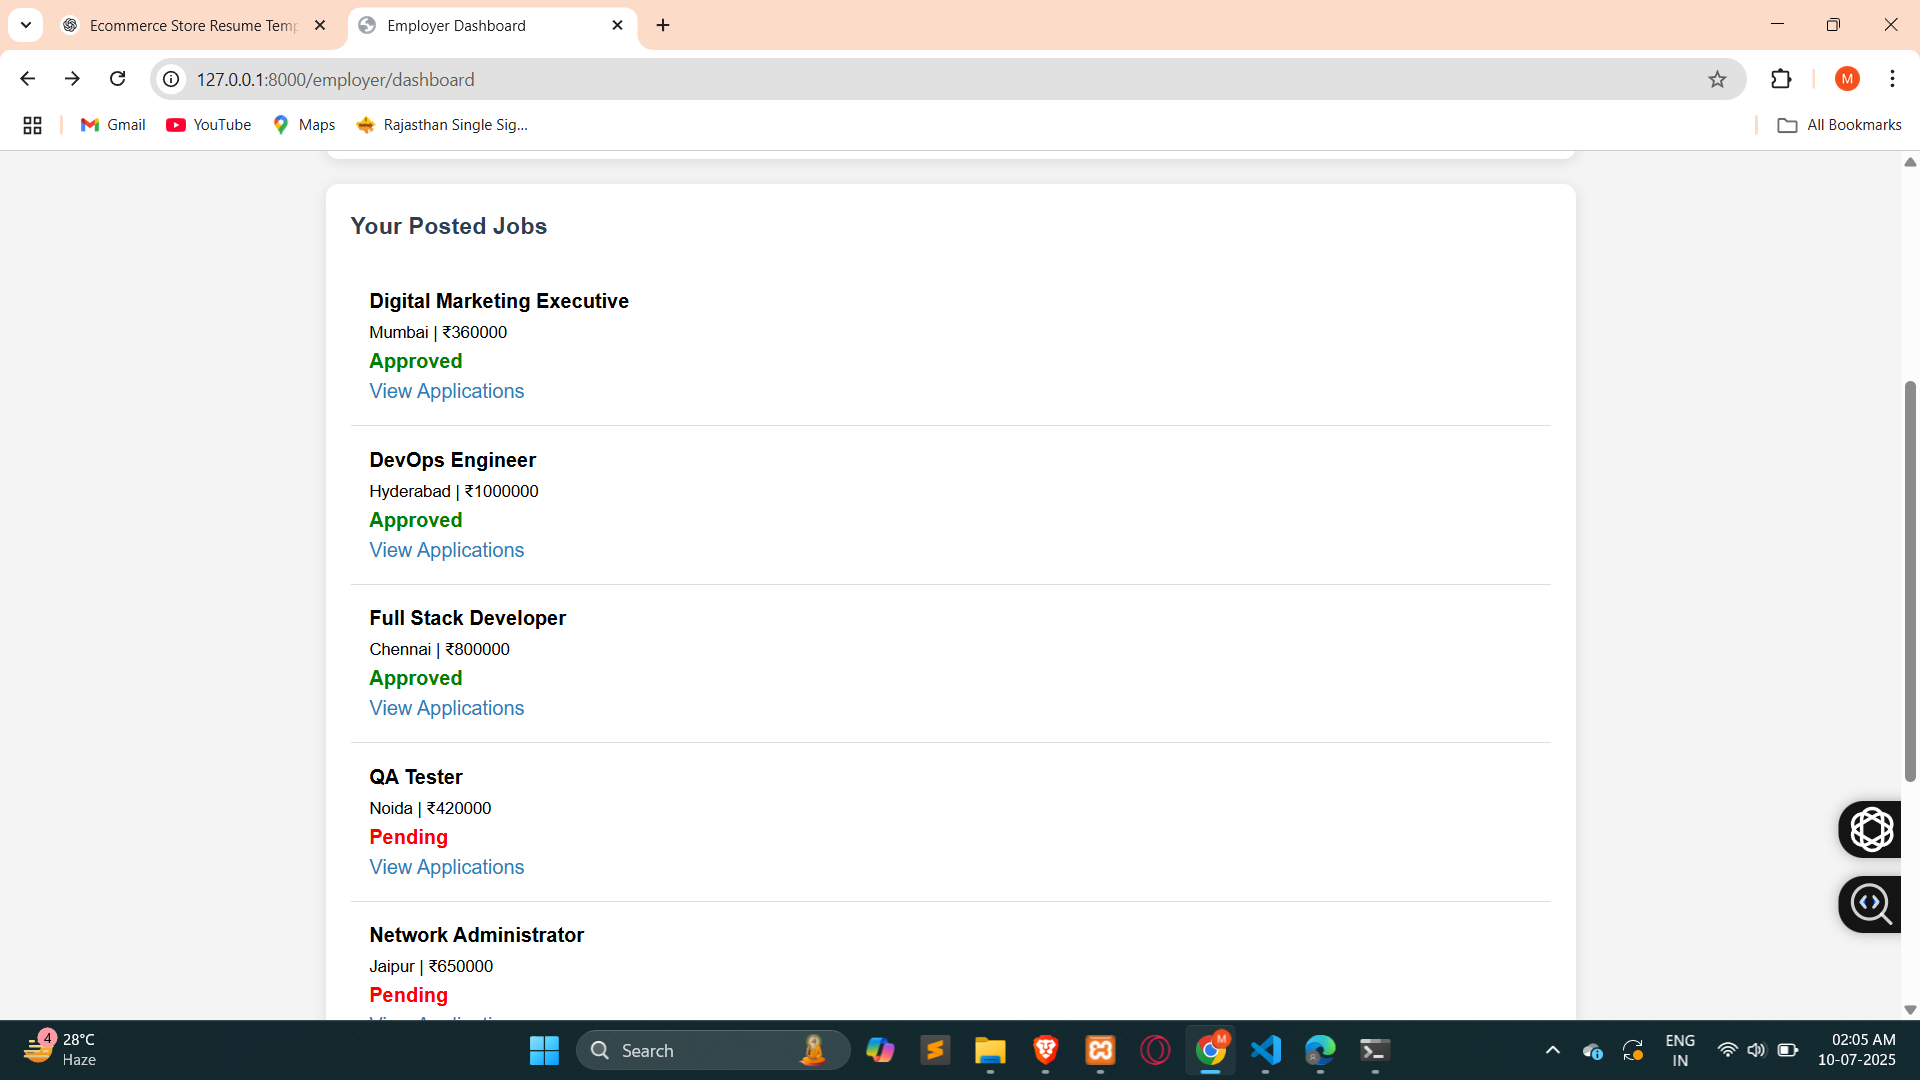 Ecommerce Store Resume Temp
Employer Dashboard
127.0.0.1:8000/employer/dashboard
M
Gmail
YouTube
Maps
Rajasthan Single Sig...
All Bookmarks
Your Posted Jobs
Digital Marketing Executive
Mumbai | ₹360000
Approved
View Applications
DevOps Engineer
Hyderabad | ₹1000000
Approved
View Applications
Full Stack Developer
Chennai | ₹800000
Approved
View Applications
QA Tester
Noida | ₹420000
Pending
View Applications
Network Administrator
Jaipur | ₹650000
Pending
4
28°C
Haze
Search
M
ENG
IN
02:05 AM
10-07-2025